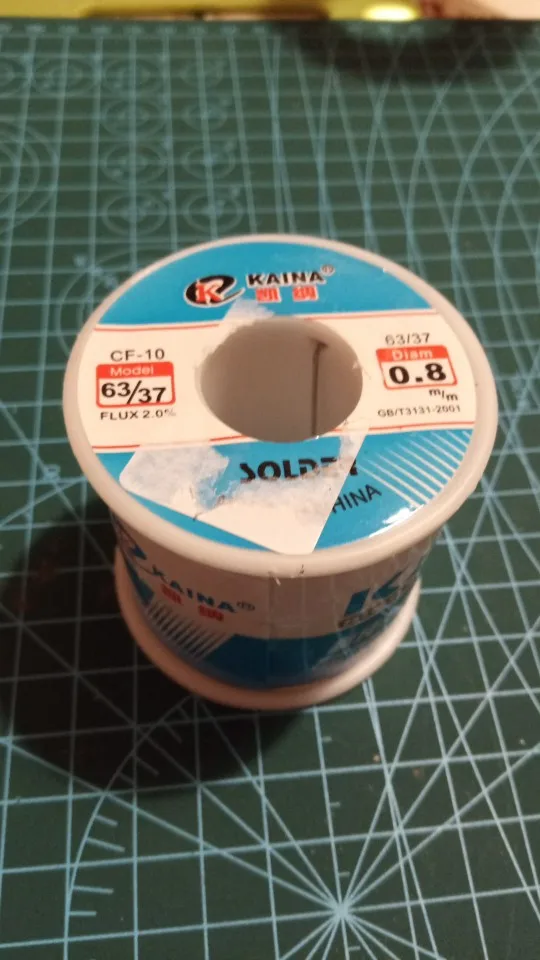 KAINA®
凯纳
CF-10
Model
63/37
FLUX 2.0%
63/37
Diam
0.8
m/m
GB/T3131-2001
SOLDER
KAINA®
凯纳